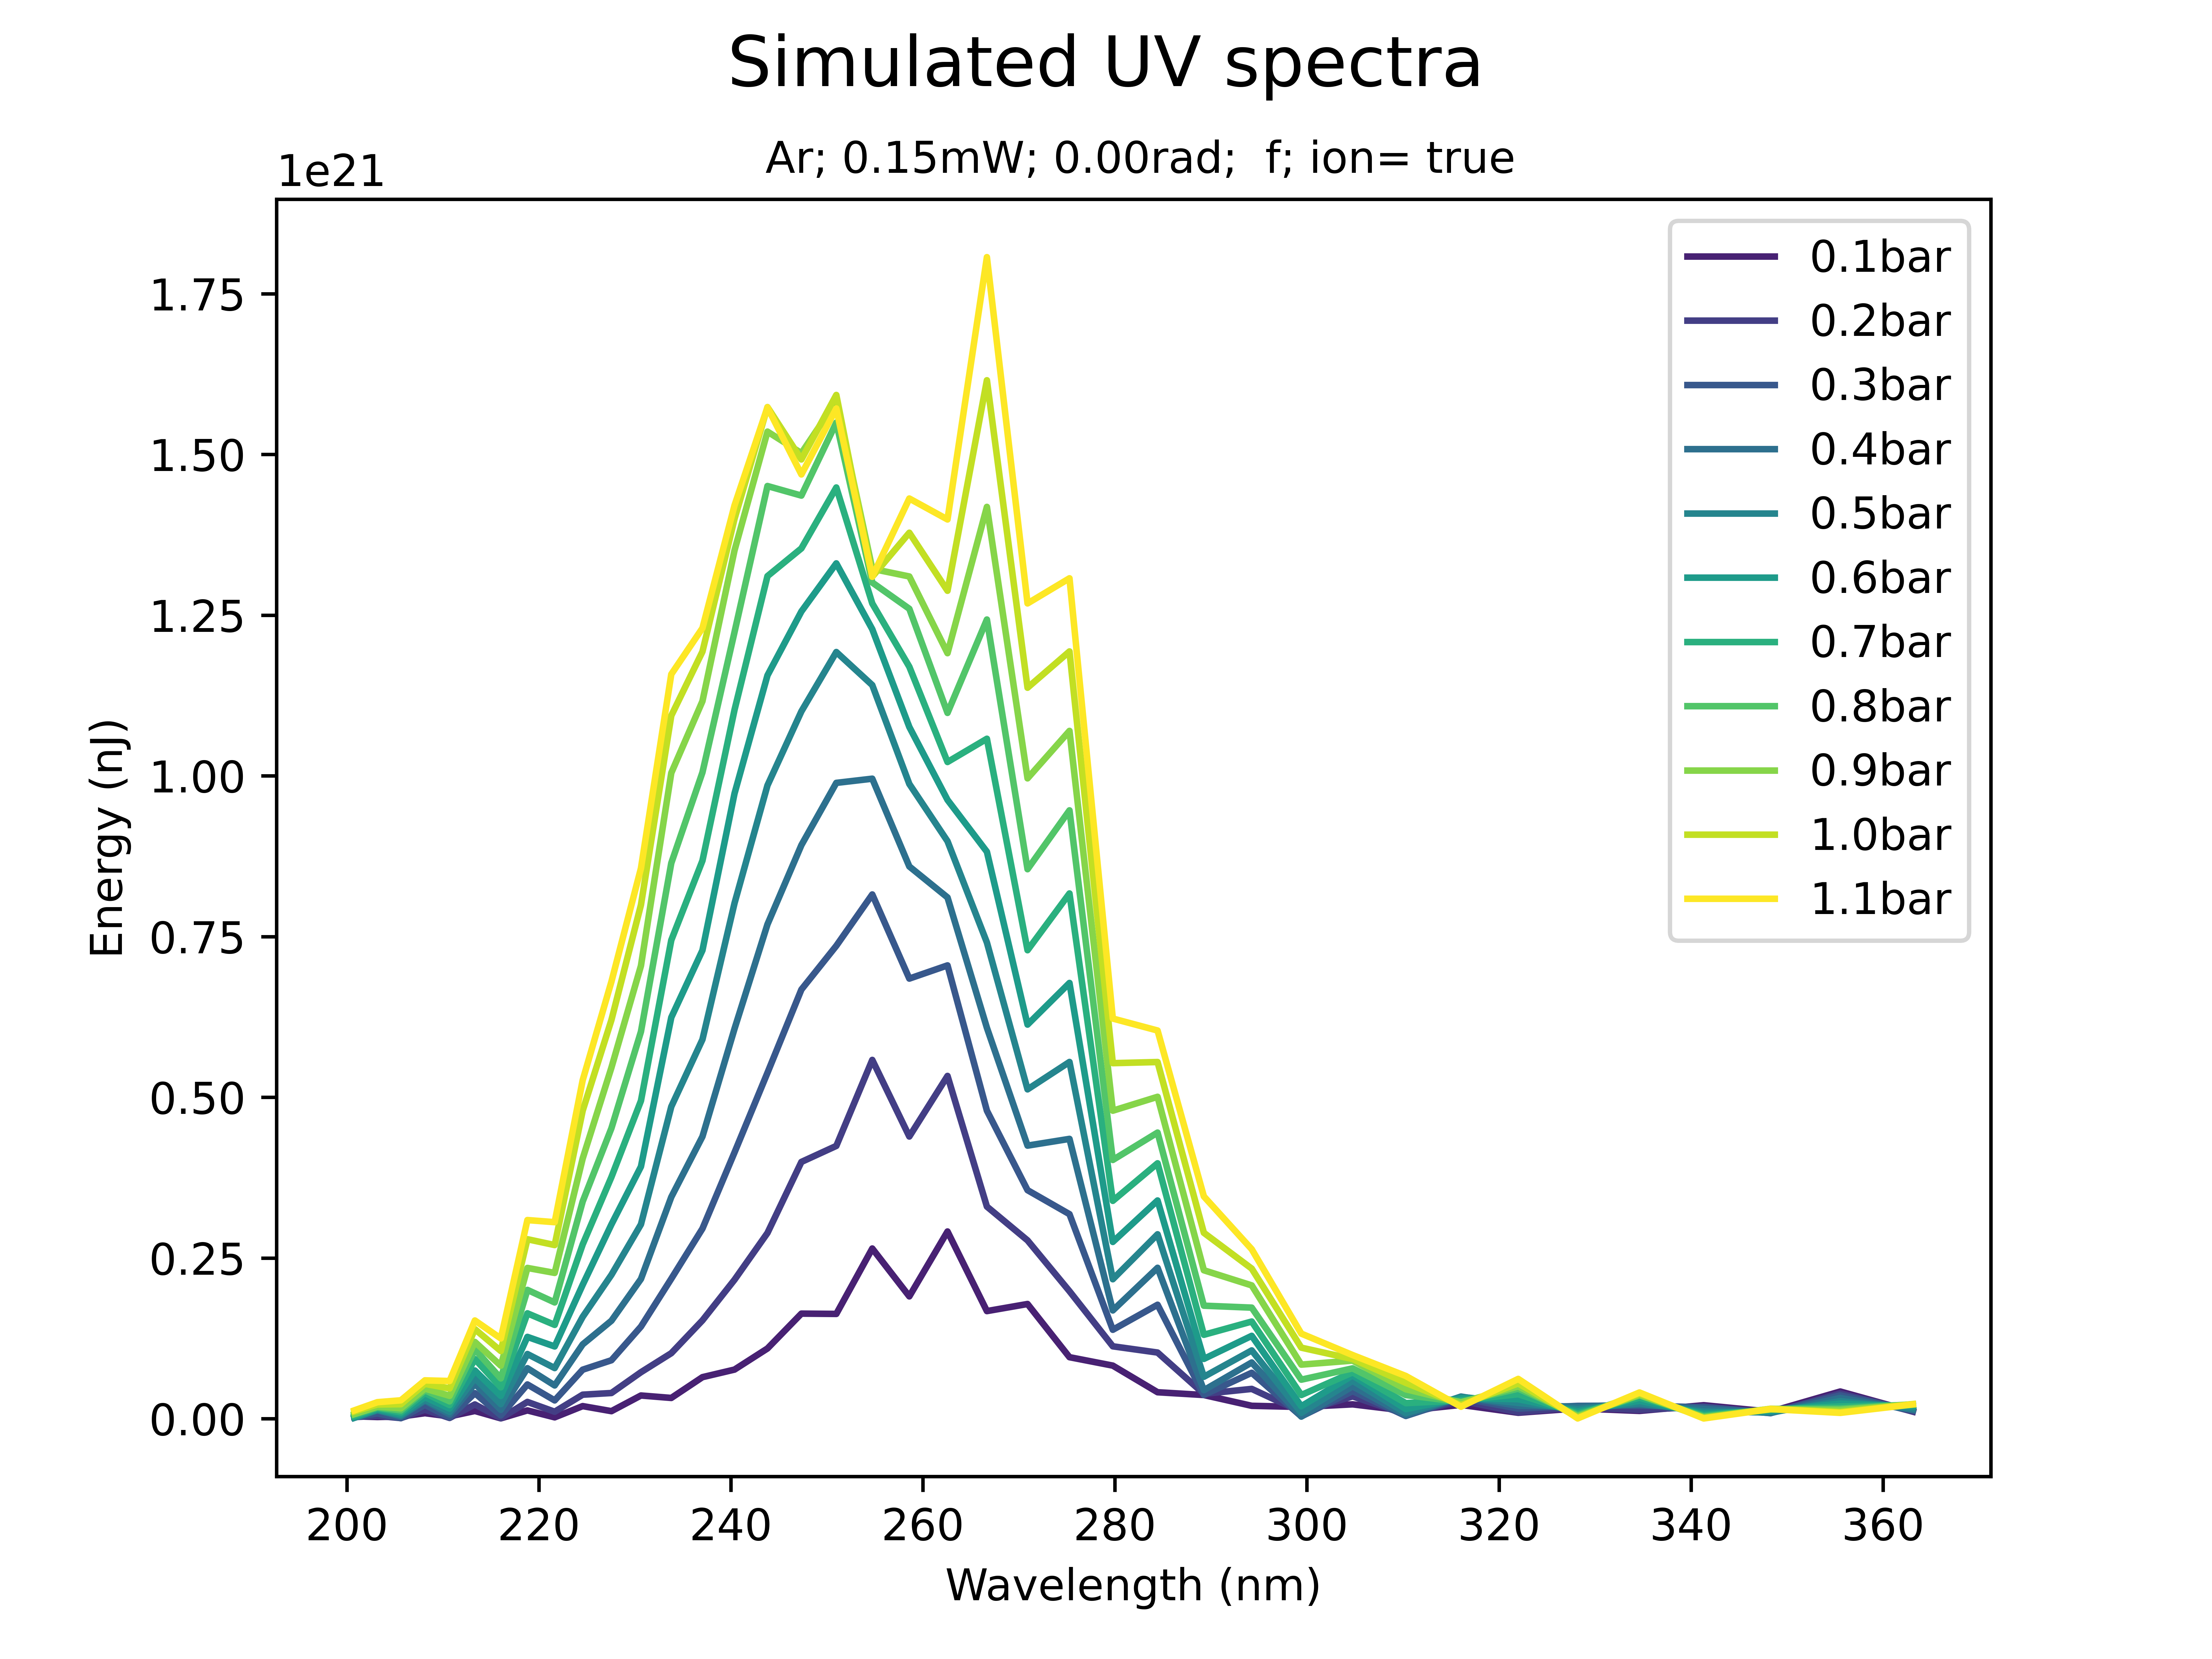 Simulated UV spectra
Ar; 0.15mW; 0.00rad;  f; ion= true
1e21
1.75
1.50
1.25
1.00
0.75
0.50
0.25
0.00
Energy (nJ)
0.1bar
0.2bar
0.3bar
0.4bar
0.5bar
0.6bar
0.7bar
0.8bar
0.9bar
1.0bar
1.1bar
200 220 240 260 280 300 320 340 360
Wavelength (nm)